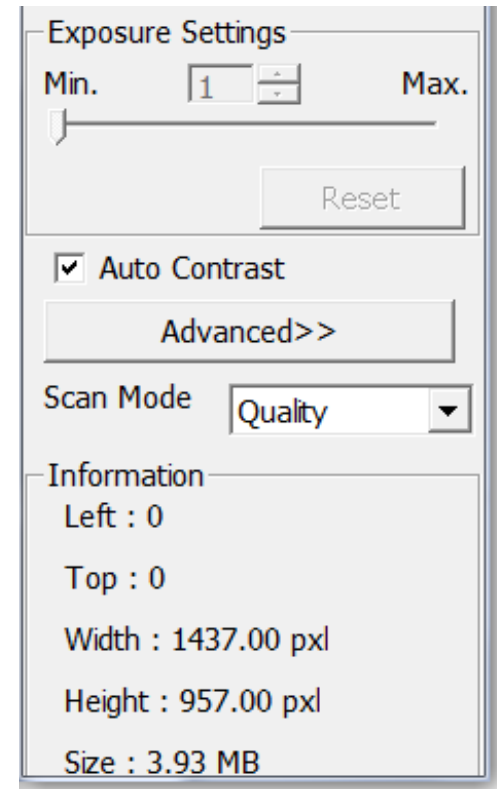 Exposure Settings
Min. 1 Max.
Reset
Auto Contrast
Advanced>>
Scan Mode Quality
Information
Left : 0
Top : 0
Width : 1437.00 pxl
Height : 957.00 pxl
Size : 3.93 MB